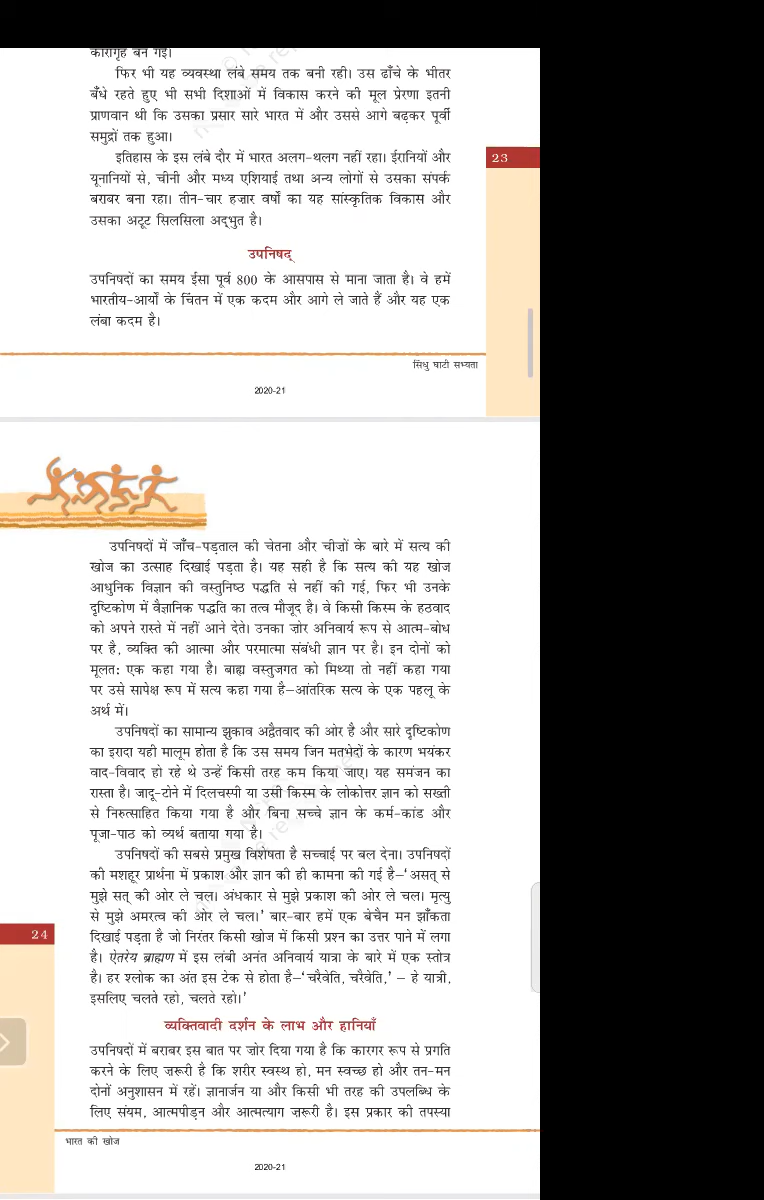 कारागृह बन गई।
फिर भी यह व्यवस्था लंबे समय तक बनी रही। उस ढाँचे के भीतर
बँधे रहते हुए भी सभी दिशाओं में विकास करने की मूल प्रेरणा इतनी
प्राणवान थी कि उसका प्रसार सारे भारत में और उससे आगे बढ़कर पूर्वी
समुद्रों तक हुआ।
इतिहास के इस लंबे दौर में भारत अलग-थलग नहीं रहा। ईरानियों और
यूनानियों से, चीनी और मध्य एशियाई तथा अन्य लोगों से उसका संपर्क
बराबर बना रहा। तीन-चार हज़ार वर्षों का यह सांस्कृतिक विकास और
उसका अटूट सिलसिला अद्भुत है।
23
उपनिषद्
उपनिषदों का समय ईसा पूर्व 800 के आसपास से माना जाता है। वे हमें
भारतीय-आर्यों के चिंतन में एक कदम और आगे ले जाते हैं और यह एक
लंबा कदम है।
सिंधु घाटी सभ्यता
2020-21
उपनिषदों में जाँच-पड़ताल की चेतना और चीज़ों के बारे में सत्य की
खोज का उत्साह दिखाई पड़ता है। यह सही है कि सत्य की यह खोज
आधुनिक विज्ञान की वस्तुनिष्ठ पद्धति से नहीं की गई, फिर भी उनके
दृष्टिकोण में वैज्ञानिक पद्धति का तत्व मौजूद है। वे किसी किस्म के हठवाद
को अपने रास्ते में नहीं आने देते। उनका ज़ोर अनिवार्य रूप से आत्म-बोध
पर है, व्यक्ति की आत्मा और परमात्मा संबंधी ज्ञान पर है। इन दोनों को
मूलत: एक कहा गया है। बाह्य वस्तुजगत को मिथ्या तो नहीं कहा गया
पर उसे सापेक्ष रूप में सत्य कहा गया है–आंतरिक सत्य के एक पहलू के
अर्थ में।
उपनिषदों का सामान्य झुकाव अद्वैतवाद की ओर है और सारे दृष्टिकोण
का इरादा यही मालूम होता है कि उस समय जिन मतभेदों के कारण भयंकर
वाद-विवाद हो रहे थे उन्हें किसी तरह कम किया जाए। यह समंजन का
रास्ता है। जादू-टोने में दिलचस्पी या उसी किस्म के लोकोत्तर ज्ञान को सख्ती
से निरुत्साहित किया गया है और बिना सच्चे ज्ञान के कर्म-कांड और
पूजा-पाठ को व्यर्थ बताया गया है।
उपनिषदों की सबसे प्रमुख विशेषता है सच्चाई पर बल देना। उपनिषदों
की मशहूर प्रार्थना में प्रकाश और ज्ञान की ही कामना की गई है–‘असत् से
मुझे सत् की ओर ले चल। अंधकार से मुझे प्रकाश की ओर ले चल। मृत्यु
से मुझे अमरत्व की ओर ले चल।’ बार-बार हमें एक बेचैन मन झाँकता
दिखाई पड़ता है जो निरंतर किसी खोज में किसी प्रश्न का उत्तर पाने में लगा
है। ऐतरेय ब्राह्मण में इस लंबी अनंत अनिवार्य यात्रा के बारे में एक स्तोत्र
है। हर श्लोक का अंत इस टेक से होता है–‘चरैवेति, चरैवेति,’ – हे यात्री,
इसलिए चलते रहो, चलते रहो।’
24
व्यक्तिवादी दर्शन के लाभ और हानियाँ
उपनिषदों में बराबर इस बात पर ज़ोर दिया गया है कि कारगर रूप से प्रगति
करने के लिए ज़रूरी है कि शरीर स्वस्थ हो, मन स्वच्छ हो और तन-मन
दोनों अनुशासन में रहें। ज्ञानार्जन या और किसी भी तरह की उपलब्धि के
लिए संयम, आत्मपीड़न और आत्मत्याग ज़रूरी है। इस प्रकार की तपस्या
भारत की खोज
2020-21